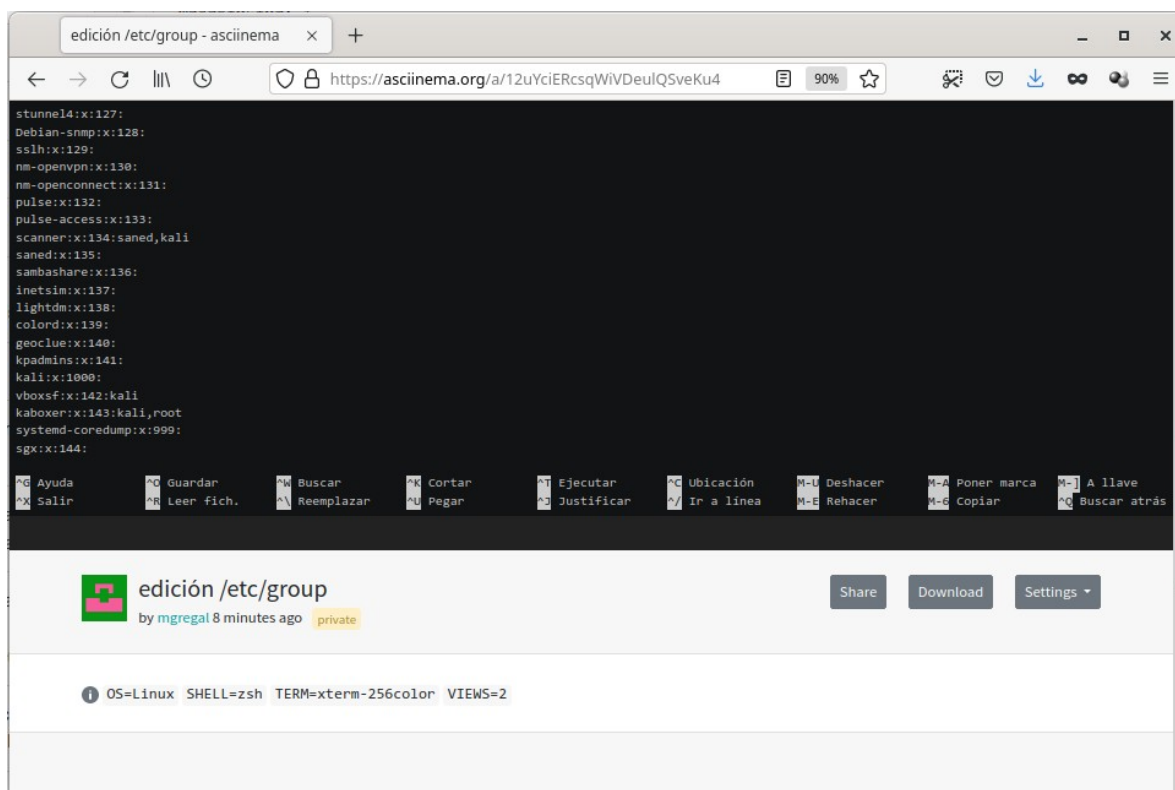 edición /etc/group - asciinema
https://asciinema.org/a/12uYciERcsqWiVDeulQSveKu4
90%
stunnel4:x:127:
Debian-snmp:x:128:
sslh:x:129:
nm-openvpn:x:130:
nm-openconnect:x:131:
pulse:x:132:
pulse-access:x:133:
scanner:x:134:saned,kali
saned:x:135:
sambashare:x:136:
inetsim:x:137:
lightdm:x:138:
colord:x:139:
geoclue:x:140:
kpadmins:x:141:
kali:x:1000:
vboxsf:x:142:kali
kaboxer:x:143:kali,root
systemd-coredump:x:999:
sgx:x:144:
^G Ayuda ^O Guardar ^W Buscar ^K Cortar ^T Ejecutar ^C Ubicación M-U Deshacer M-A Poner marca M-] A llave
^X Salir ^R Leer fich. ^\ Reemplazar ^U Pegar ^J Justificar ^/ Ir a línea M-E Rehacer M-6 Copiar ^Q Buscar atrás
edición /etc/group
Share Download Settings
by mgregal 8 minutes ago private
OS=Linux SHELL=zsh TERM=xterm-256color VIEWS=2